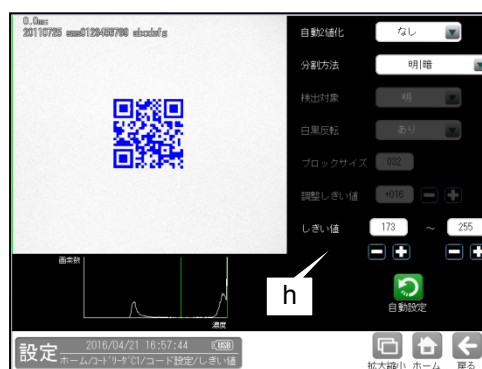 0.0ms
20110725
自動2値化 なし
分割方法 明|暗
検出対象 明
白黒反転 あり
ブロックサイズ 032
調整しきい値 +016
しきい値 173 ~ 255
h
自動設定
画素数
濃度
設定
2016/04/21 16:57:44 USB
ホーム/コードリーダC1/コード設定/しきい値
拡大縮小 ホーム 戻る